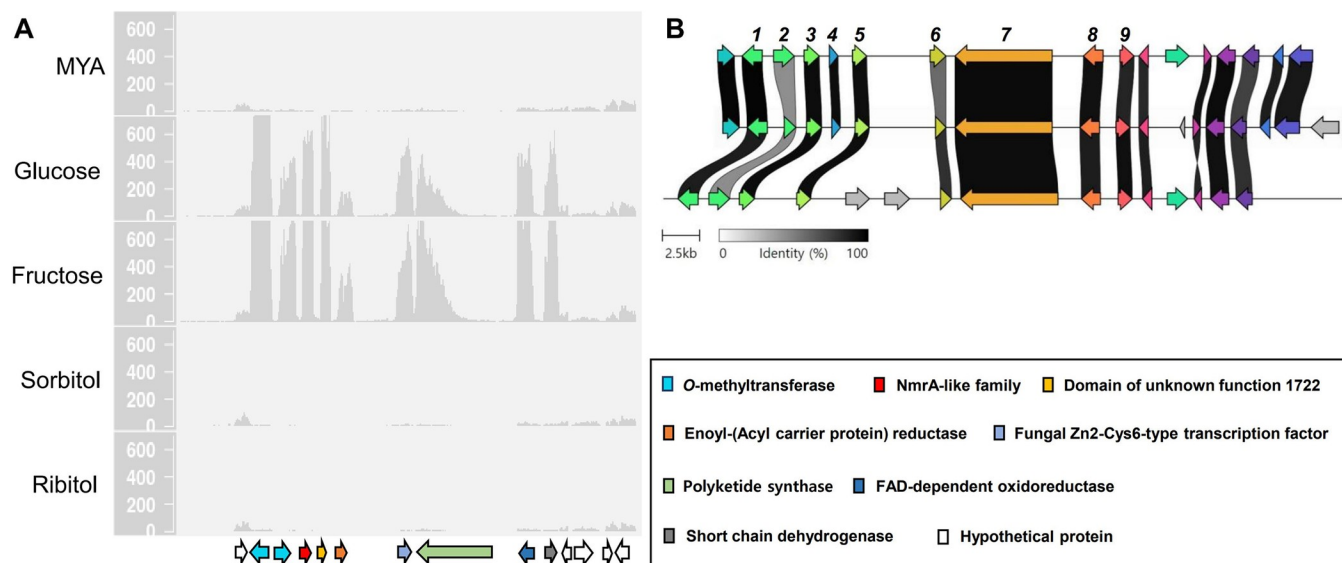 A
MYA
600
400
200
0
Glucose
600
400
200
0
Fructose
600
400
200
0
Sorbitol
600
400
200
0
Ribitol
600
400
200
0
B
1 2 3 4 5 6 7 8 9
2.5kb
0 Identity (%) 100
O-methyltransferase NmrA-like family Domain of unknown function 1722
Enoyl-(Acyl carrier protein) reductase Fungal Zn2-Cys6-type transcription factor
Polyketide synthase FAD-dependent oxidoreductase
Short chain dehydrogenase Hypothetical protein